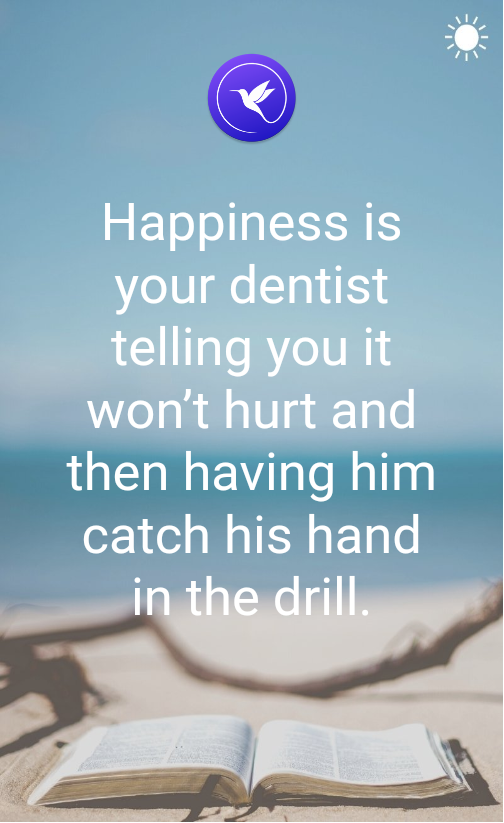 Happiness is
your dentist
telling you it
won’t hurt and
then having him
catch his hand
in the drill.